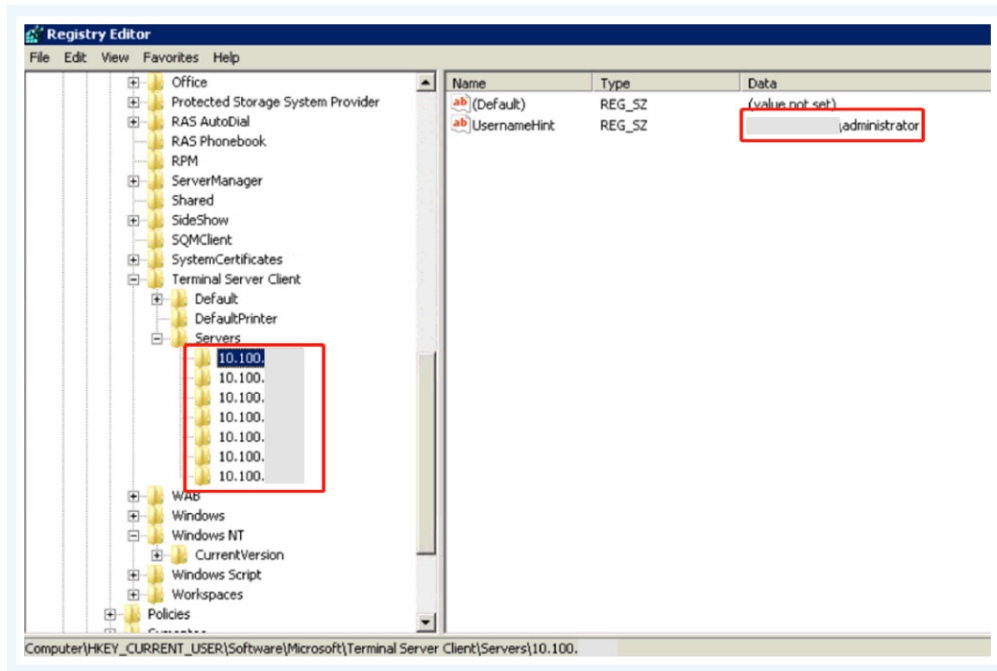 Registry Editor
File Edit View Favorites Help
Office
Protected Storage System Provider
RAS AutoDial
RAS Phonebook
RPM
ServerManager
Shared
SideShow
SQMClient
SystemCertificates
Terminal Server Client
Default
DefaultPrinter
Servers
10.100.
10.100.
10.100.
10.100.
10.100.
10.100.
10.100.
WAB
Windows
Windows NT
CurrentVersion
Windows Script
Workspaces
Policies
Name Type Data
ab (Default) REG_SZ (value not set)
ab UsernameHint REG_SZ \administrator
Computer\HKEY_CURRENT_USER\Software\Microsoft\Terminal Server Client\Servers\10.100.